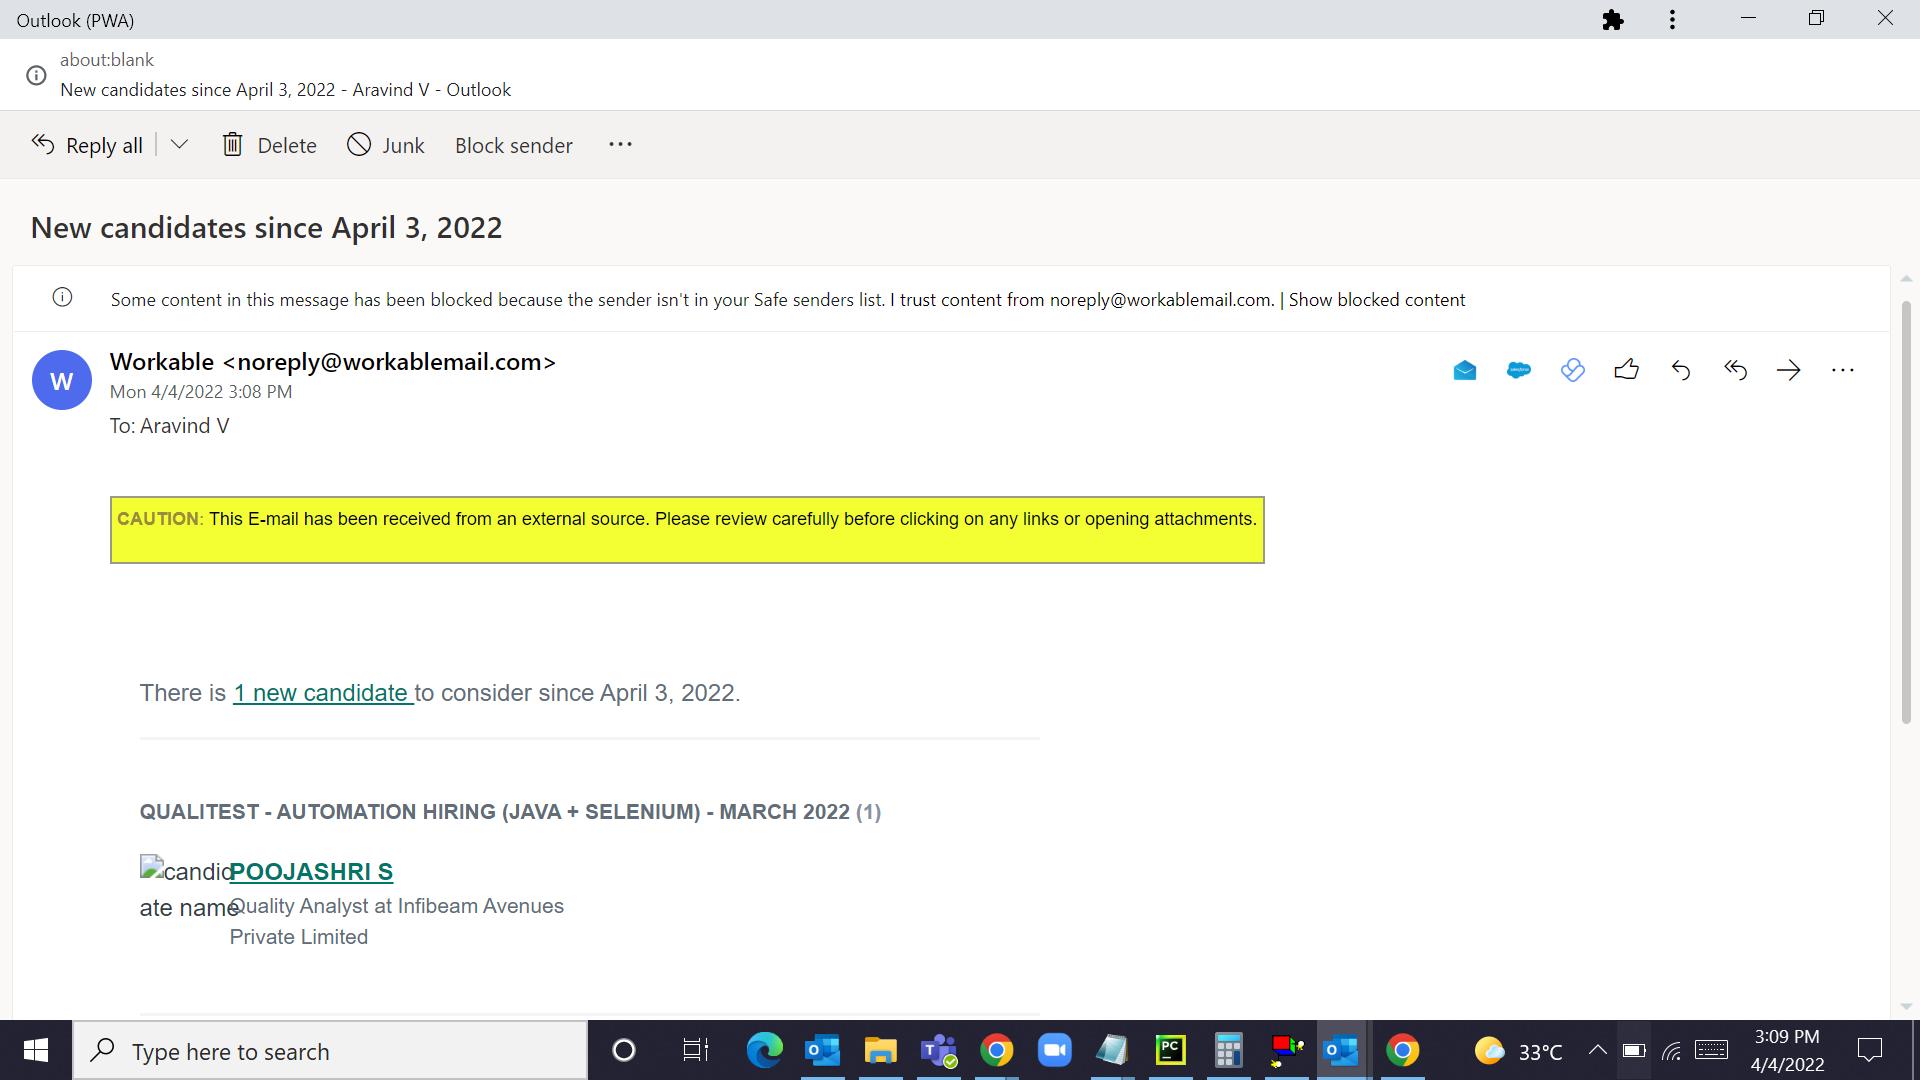 Outlook (PWA)
about:blank
New candidates since April 3, 2022 - Aravind V - Outlook
Reply all
Delete
Junk
Block sender
New candidates since April 3, 2022
Some content in this message has been blocked because the sender isn't in your Safe senders list. I trust content from noreply@workablemail.com. | Show blocked content
W
Workable <noreply@workablemail.com>
Mon 4/4/2022 3:08 PM
To: Aravind V
CAUTION: This E-mail has been received from an external source. Please review carefully before clicking on any links or opening attachments.
There is 1 new candidate to consider since April 3, 2022.
QUALITEST - AUTOMATION HIRING (JAVA + SELENIUM) - MARCH 2022 (1)
candid
ate name
POOJASHRI S
Quality Analyst at Infibeam Avenues
Private Limited
Type here to search
PC
33°C
3:09 PM
4/4/2022